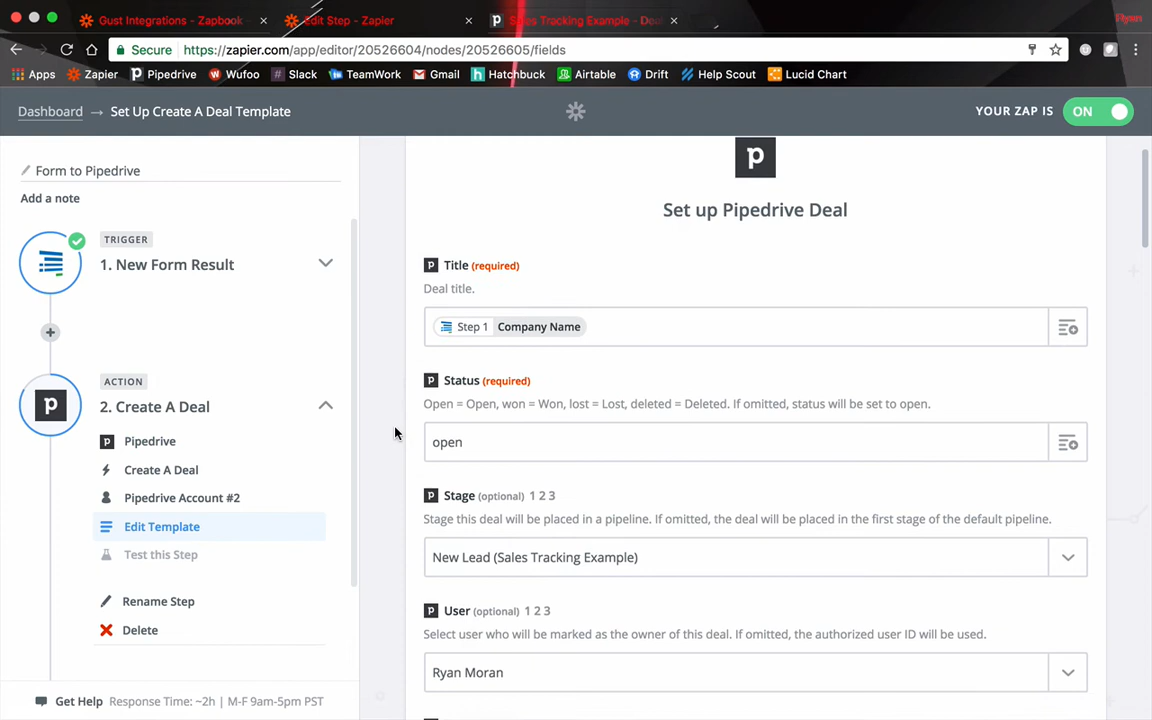 Gust Integrations - Zapbook
Edit Step - Zapier
Sales Tracking Example - Deal
Ryan
Secure https://zapier.com/app/editor/20526604/nodes/20526605/fields
Apps Zapier Pipedrive Wufoo Slack TeamWork Gmail Hatchbuck Airtable Drift Help Scout Lucid Chart
Dashboard → Set Up Create A Deal Template
YOUR ZAP IS ON
Form to Pipedrive
Add a note
TRIGGER
1. New Form Result
ACTION
2. Create A Deal
Pipedrive
Create A Deal
Pipedrive Account #2
Edit Template
Test this Step
Rename Step
Delete
Get Help Response Time: ~2h | M-F 9am-5pm PST
p
Set up Pipedrive Deal
Title (required)
Deal title.
Step 1 Company Name
Status (required)
Open = Open, won = Won, lost = Lost, deleted = Deleted. If omitted, status will be set to open.
open
Stage (optional) 1 2 3
Stage this deal will be placed in a pipeline. If omitted, the deal will be placed in the first stage of the default pipeline.
New Lead (Sales Tracking Example)
User (optional) 1 2 3
Select user who will be marked as the owner of this deal. If omitted, the authorized user ID will be used.
Ryan Moran